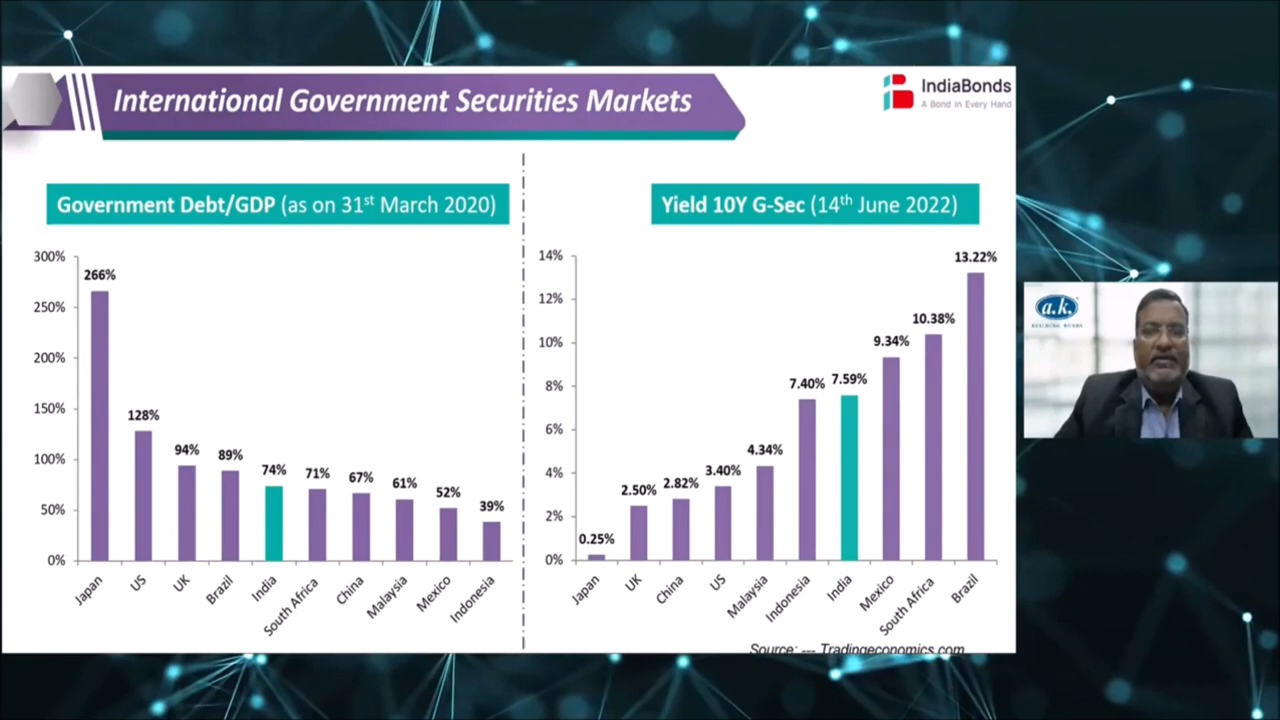 International Government Securities Markets
IndiaBonds
A Bond in Every Hand
Government Debt/GDP (as on 31st March 2020)
300%
250%
200%
150%
100%
50%
0%
266%
128%
94%
89%
74%
71%
67%
61%
52%
39%
Japan
US
UK
Brazil
India
South Africa
China
Malaysia
Mexico
Indonesia
Yield 10Y G-Sec (14th June 2022)
14%
12%
10%
8%
6%
4%
2%
0%
0.25%
2.50%
2.82%
3.40%
4.34%
7.40%
7.59%
9.34%
10.38%
13.22%
Japan
UK
China
US
Malaysia
Indonesia
India
Mexico
South Africa
Brazil
Source: --- Tradingeconomics.com
a.k.